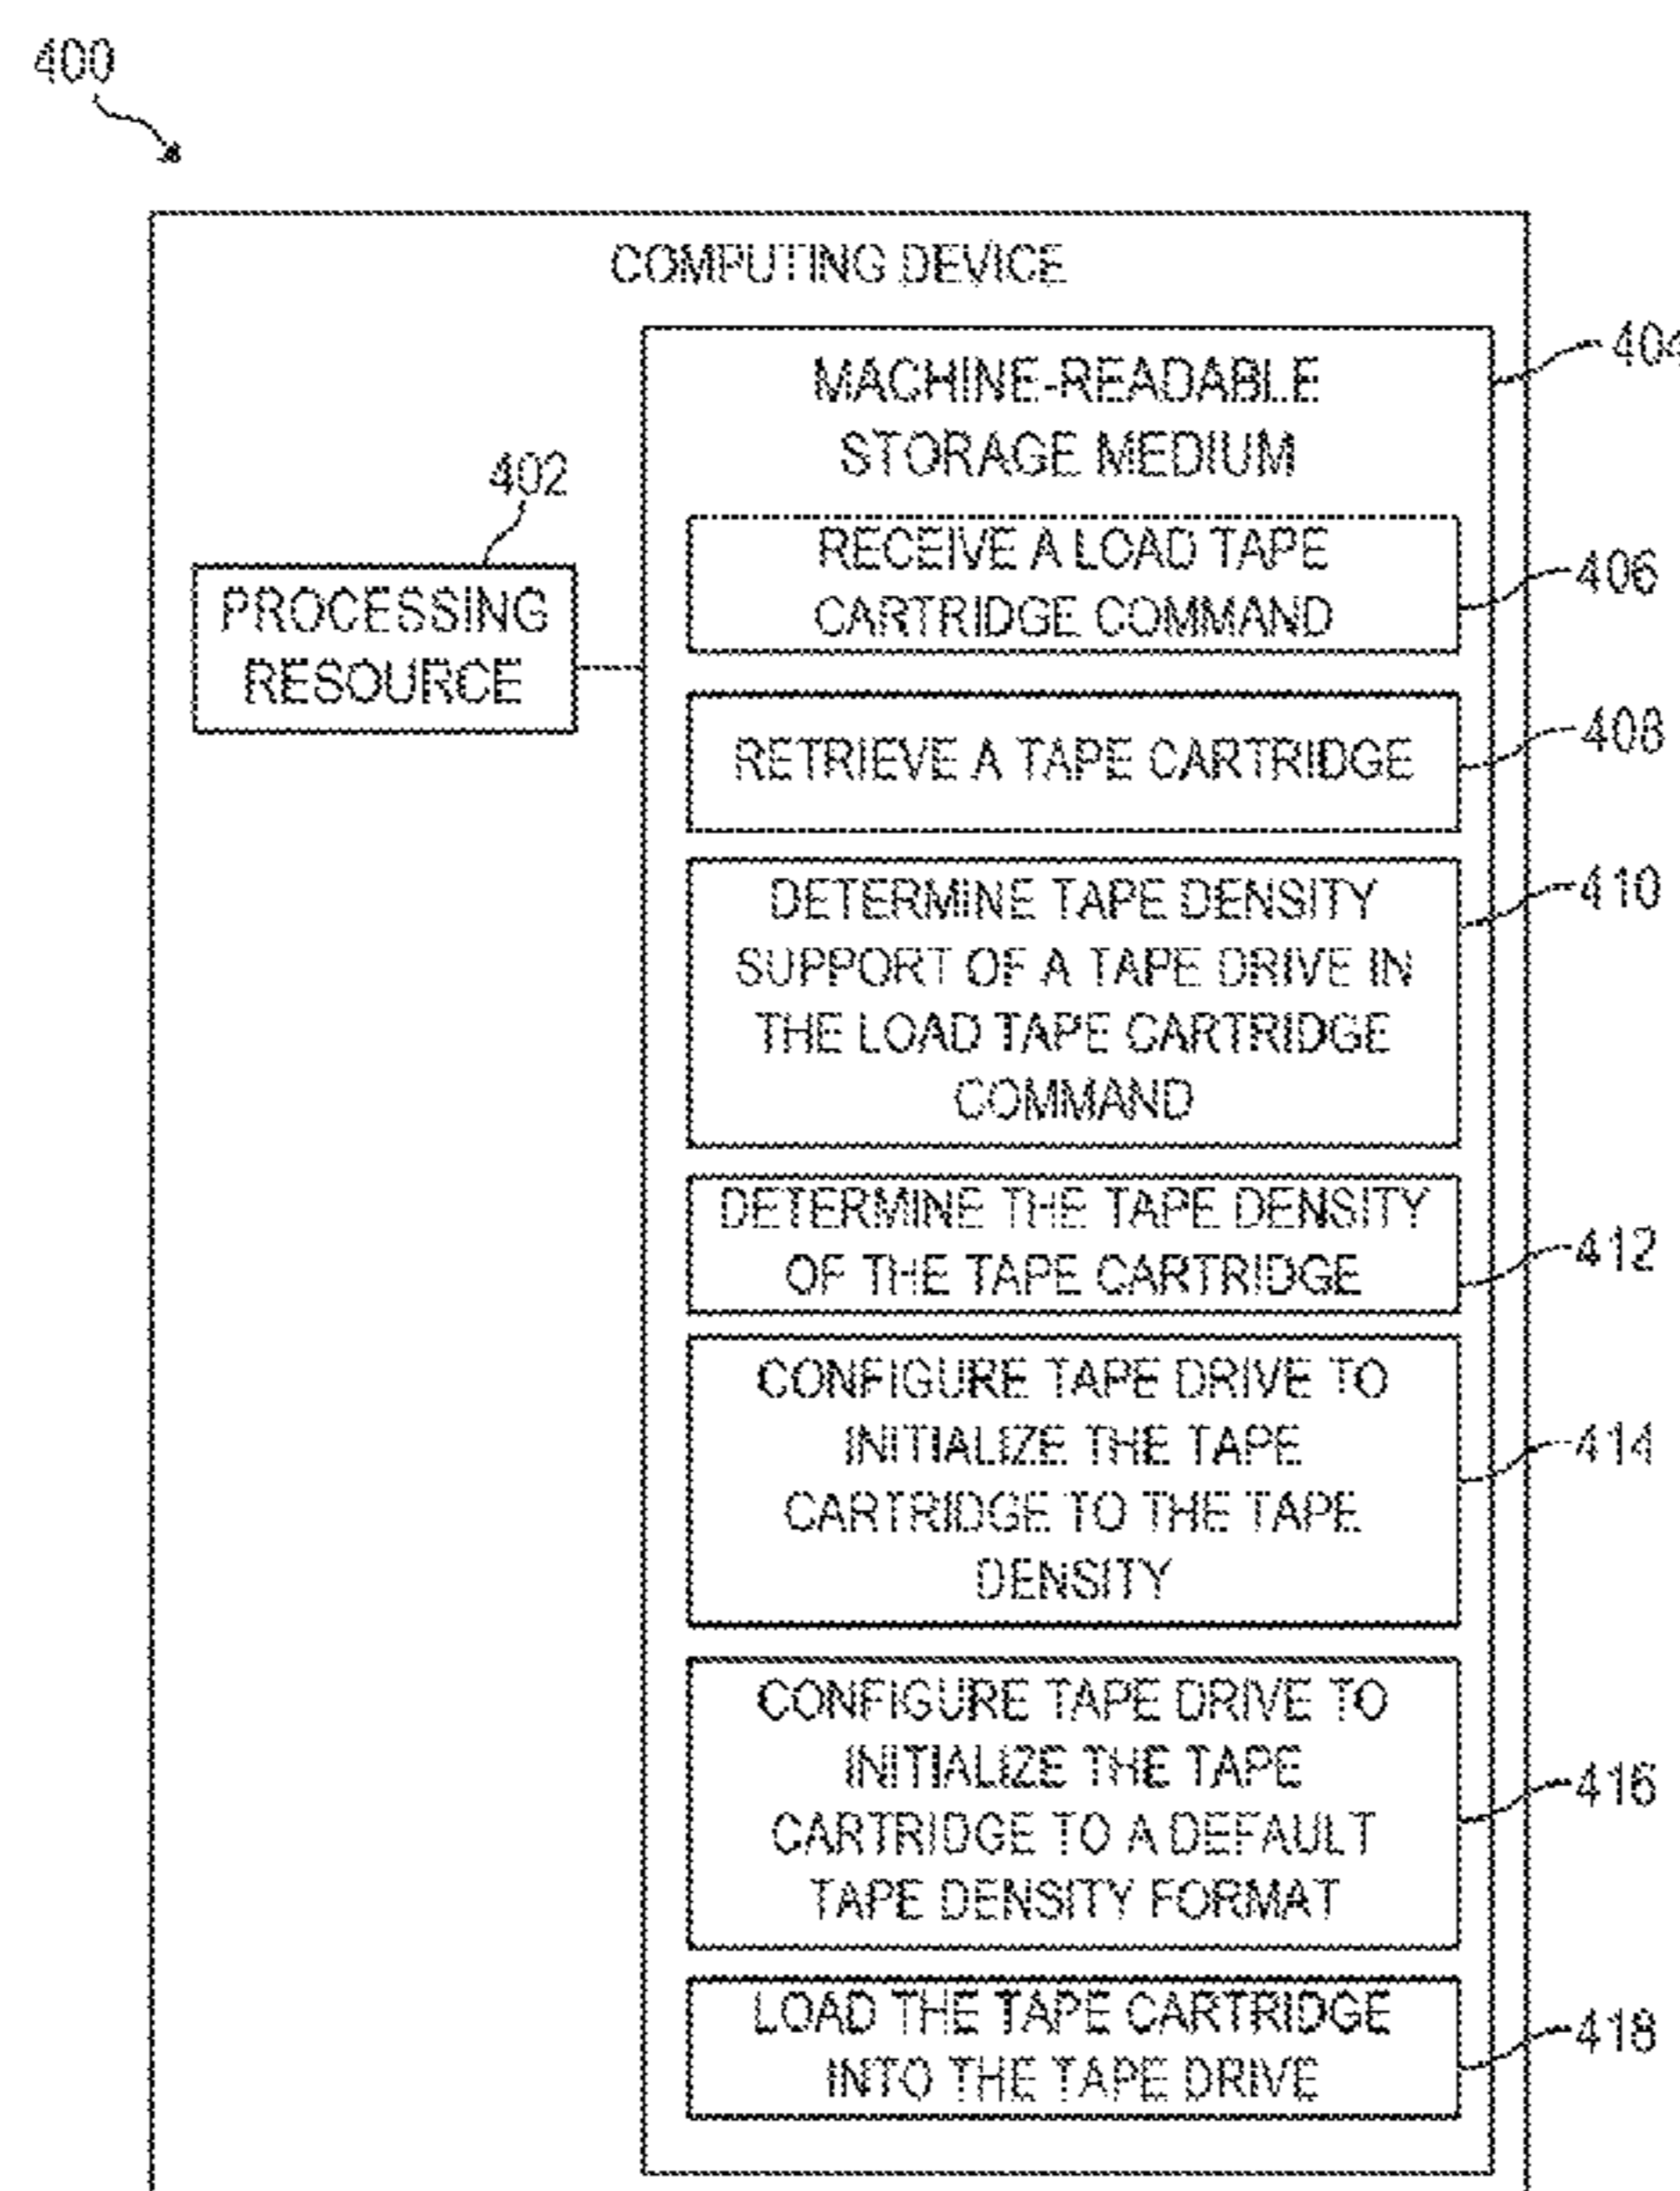 400
COMPUTING DEVICE
MACHINE-READABLE
STORAGE MEDIUM
404
402
PROCESSING
RESOURCE
RECEIVE A LOAD TAPE
CARTRIDGE COMMAND
406
RETRIEVE A TAPE CARTRIDGE
408
DETERMINE TAPE DENSITY
SUPPORT OF A TAPE DRIVE IN
THE LOAD TAPE CARTRIDGE
COMMAND
410
DETERMINE THE TAPE DENSITY
OF THE TAPE CARTRIDGE
412
CONFIGURE TAPE DRIVE TO
INITIALIZE THE TAPE
CARTRIDGE TO THE TAPE
DENSITY
414
CONFIGURE TAPE DRIVE TO
INITIALIZE THE TAPE
CARTRIDGE TO A DEFAULT
TAPE DENSITY FORMAT
416
LOAD THE TAPE CARTRIDGE
INTO THE TAPE DRIVE
418